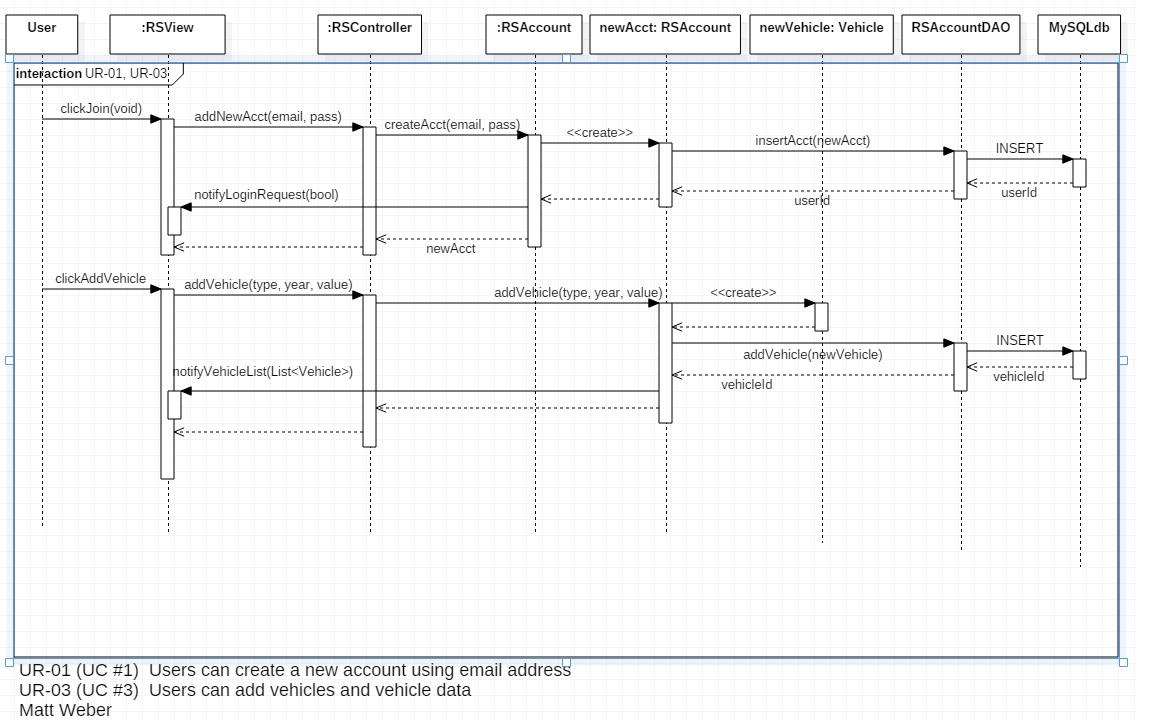 User
:RSView
:RSController
:RSAccount
newAcct: RSAccount
newVehicle: Vehicle
RSAccountDAO
MySQLdb
interaction UR-01, UR-03
clickJoin(void)
addNewAcct(email, pass)
createAcct(email, pass)
<<create>>
insertAcct(newAcct)
INSERT
notifyLoginRequest(bool)
userId
userId
newAcct
clickAddVehicle
addVehicle(type, year, value)
addVehicle(type, year, value)
<<create>>
INSERT
addVehicle(newVehicle)
notifyVehicleList(List<Vehicle>)
vehicleId
vehicleId
UR-01 (UC #1)  Users can create a new account using email address
UR-03 (UC #3)  Users can add vehicles and vehicle data
Matt Weber